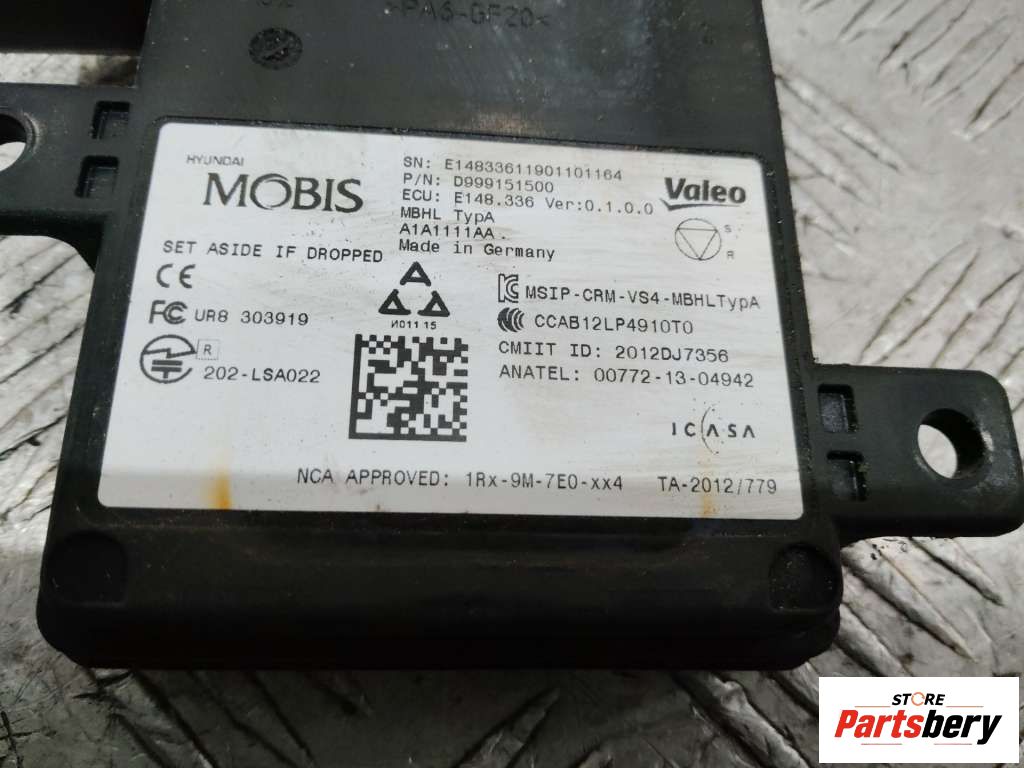 >PA6-GF20<
HYUNDAI
MOBIS
SN: E14833611901101164
P/N: D999151500
ECU: E148.336 Ver:0.1.0.0
MBHL TypA
A1A1111AA.
Made in Germany
Valeo
S
R
SET ASIDE IF DROPPED
CE
FC UR8 303919
R
202-LSA022
A
И011 15
MSIP-CRM-VS4-MBHLTypA
CCAB12LP4910T0
CMIIT ID: 2012DJ7356
ANATEL: 00772-13-04942
ICASA
NCA APPROVED: 1Rx-9M-7E0-xx4
TA-2012/779
STORE
Partsbery